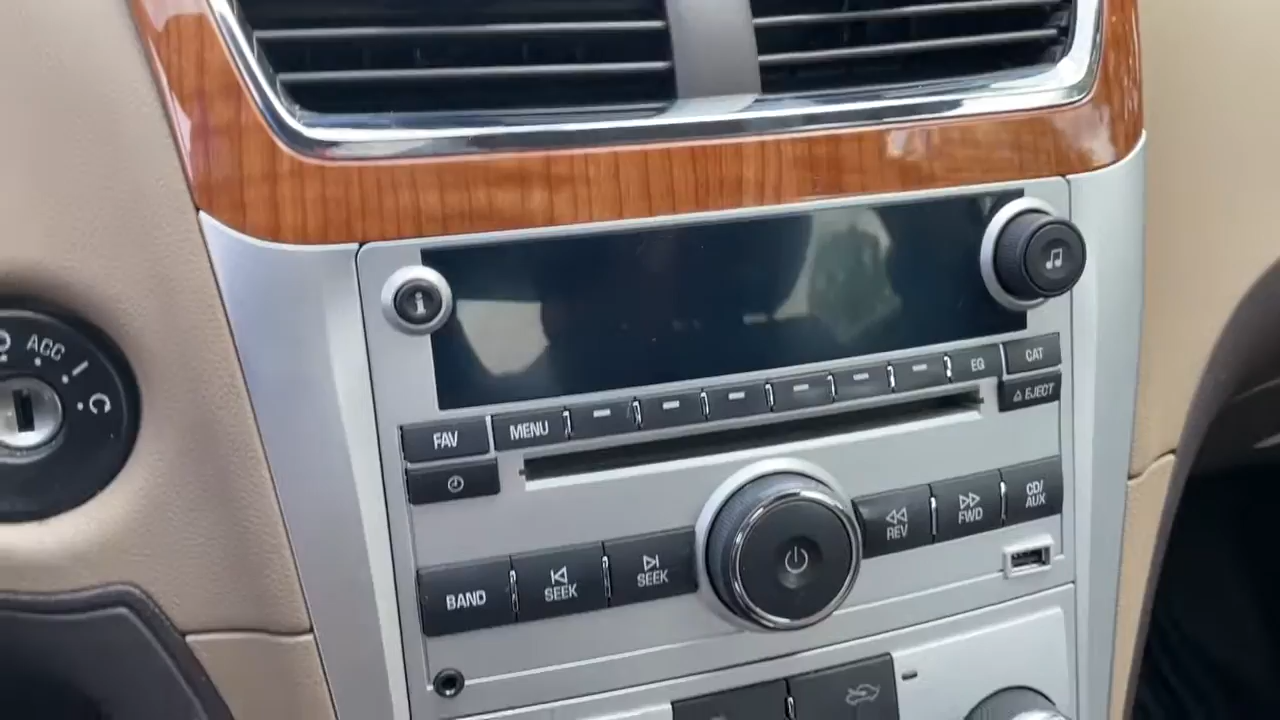 ACC
i
EQ
CAT
FAV
MENU
EJECT
REV
FWD
CD/
AUX
BAND
SEEK
SEEK